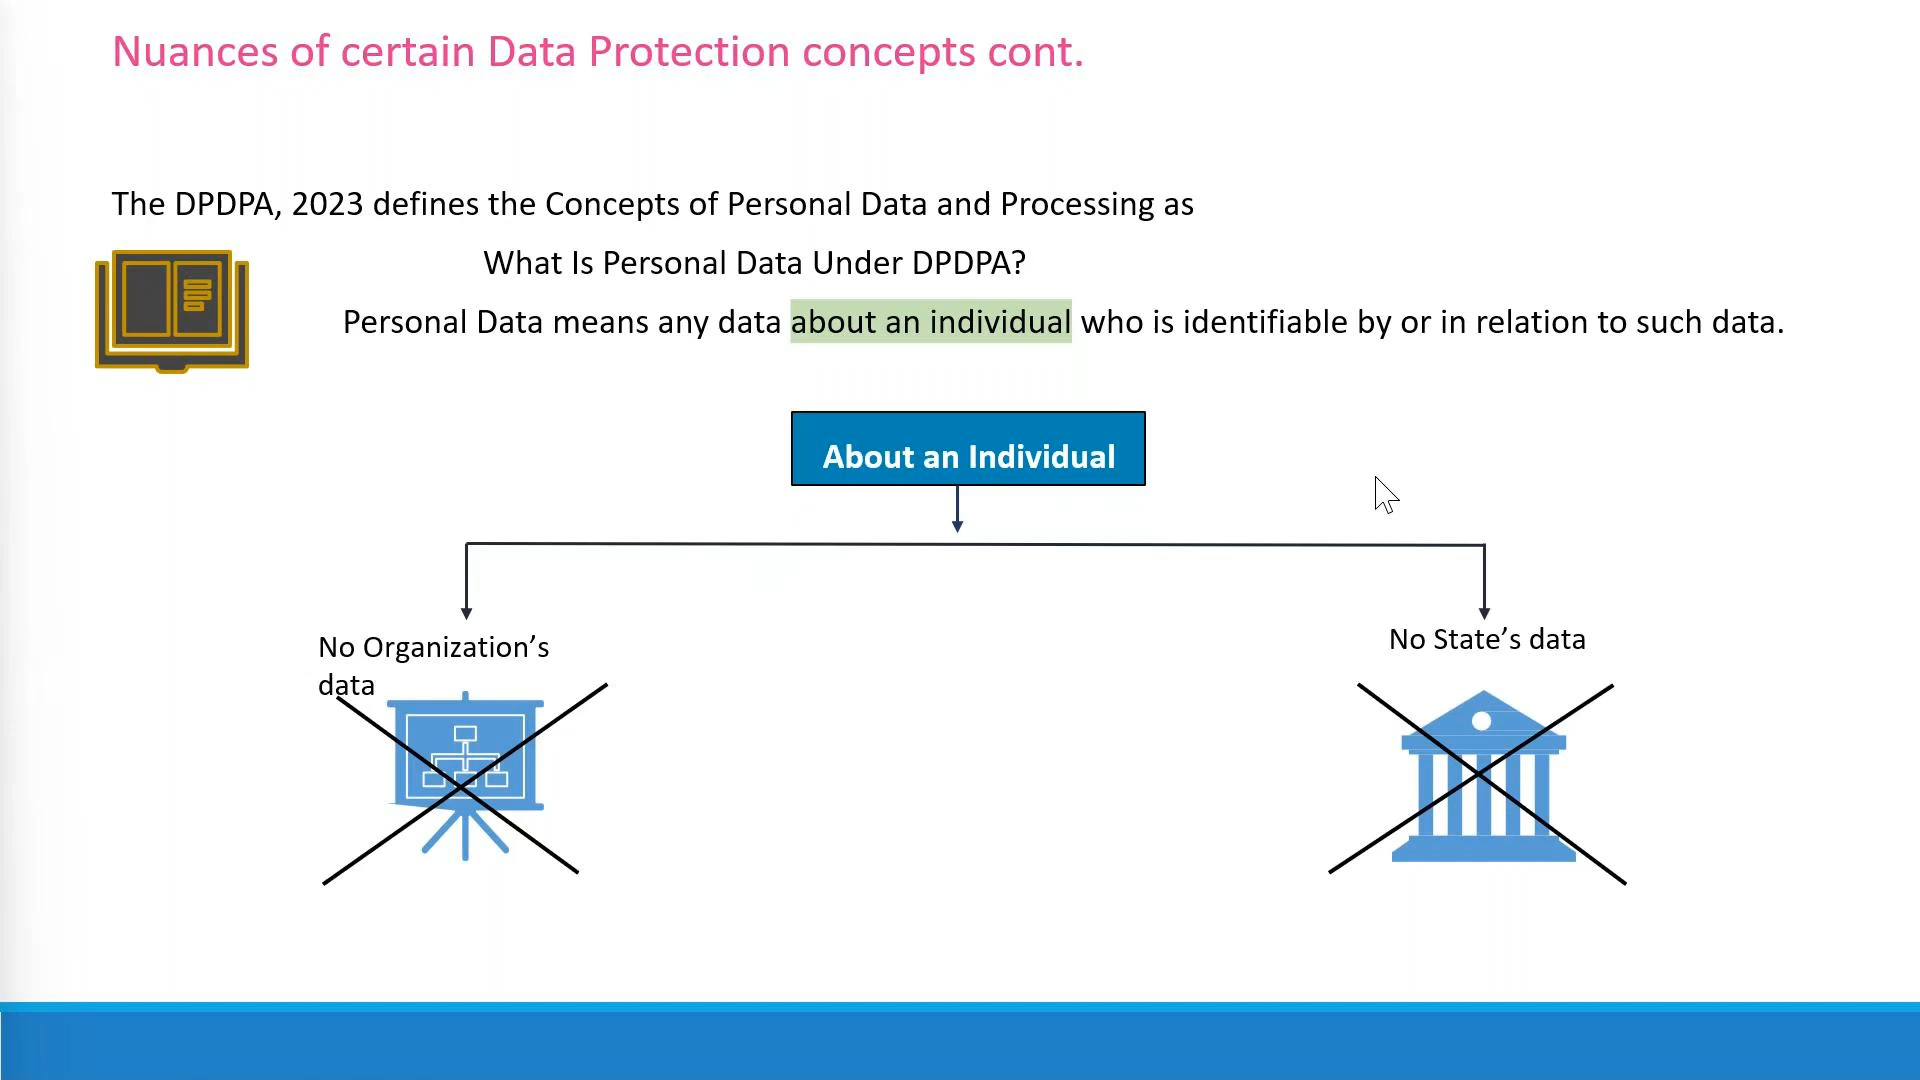 Nuances of certain Data Protection concepts cont.
The DPDPA, 2023 defines the Concepts of Personal Data and Processing as
What Is Personal Data Under DPDPA?
Personal Data means any data about an individual who is identifiable by or in relation to such data.
About an Individual
No Organization’s
data
No State’s data